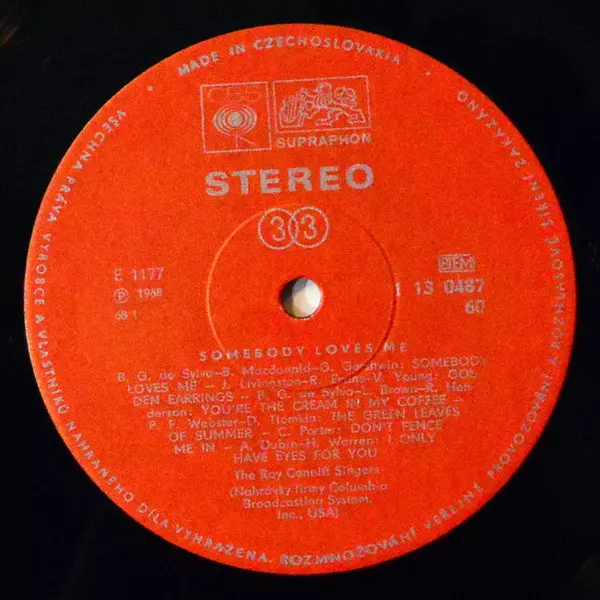 MADE IN CZECHOSLOVAKIA
CBS
SUPRAPHON
STEREO
33
E 1177
Ⓟ 1968
68 1
1 13 0487
60
SOMEBODY LOVES ME
B. G. de Sylva–B. Macdonald–G. Gershwin: SOMEBODY
LOVES ME – J. Livingston–R. Evans–V. Young: GOL-
DEN EARRINGS – B. G. de Sylva–L. Brown–R. Hen-
derson: YOU'RE THE CREAM IN MY COFFEE –
P. F. Webster–D. Tiomsin: THE GREEN LEAVES
OF SUMMER – C. Porter: DON'T FENCE
ME IN – A. Dubin–H. Warren: I ONLY
HAVE EYES FOR YOU
The Ray Conniff Singers
(Nahrávky firmy Columbia
Broadcasting System,
Inc., USA)
VŠECHNA PRÁVA VÝROBCE A VLASTNÍKŮ NAHRANÉHO DÍLA VYHRAŽENA. ROZMNOŽOVÁNÍ VEŘEJNÉ PROVOZOVÁNÍ A ROZHLASOVÉ ŠÍŘENÍ ZAKÁZÁNO